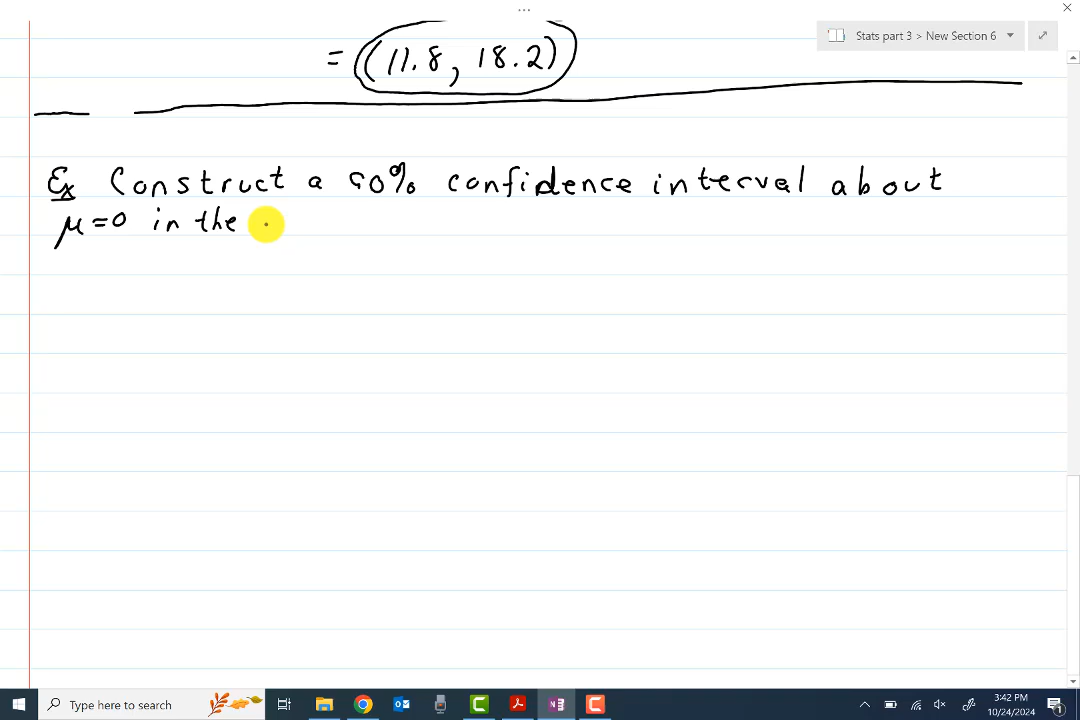 ...
Stats part 3 > New Section 6
= (11.8, 18.2)
Ex Construct a 90% confidence interval about
μ=0 in the
Type here to search
3:42 PM
10/24/2024
1